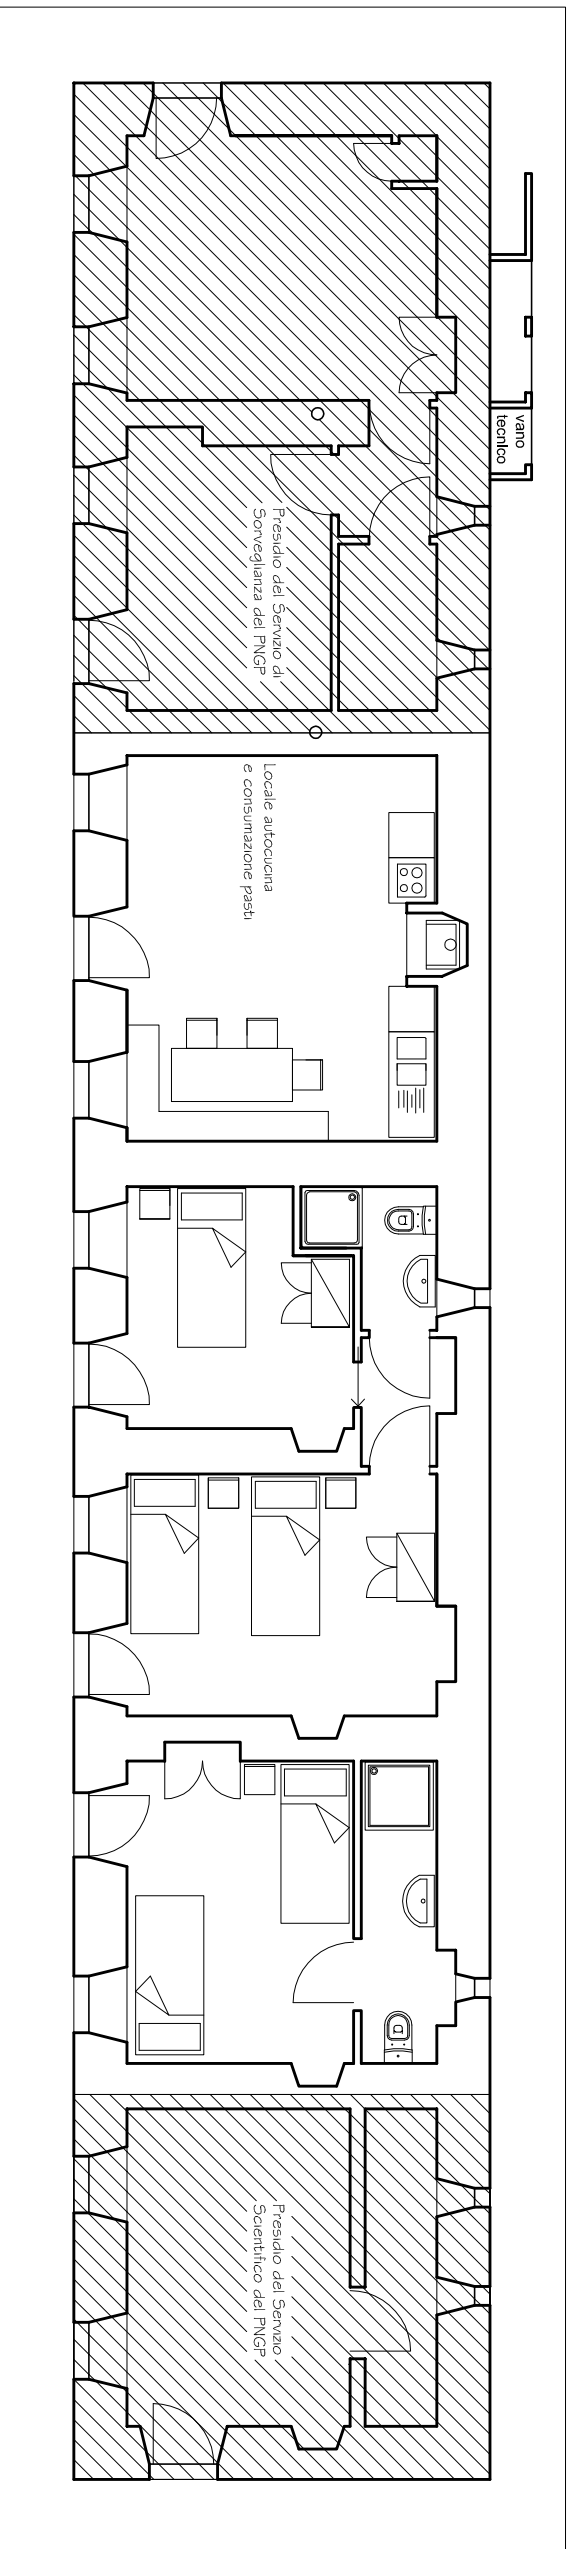 vano
tecnico
Presidio del Servizio di
Sorveglianza del PNGP
Locale autocucina
e consumazione pasti
Presidio del Servizio
Scientifico del PNGP